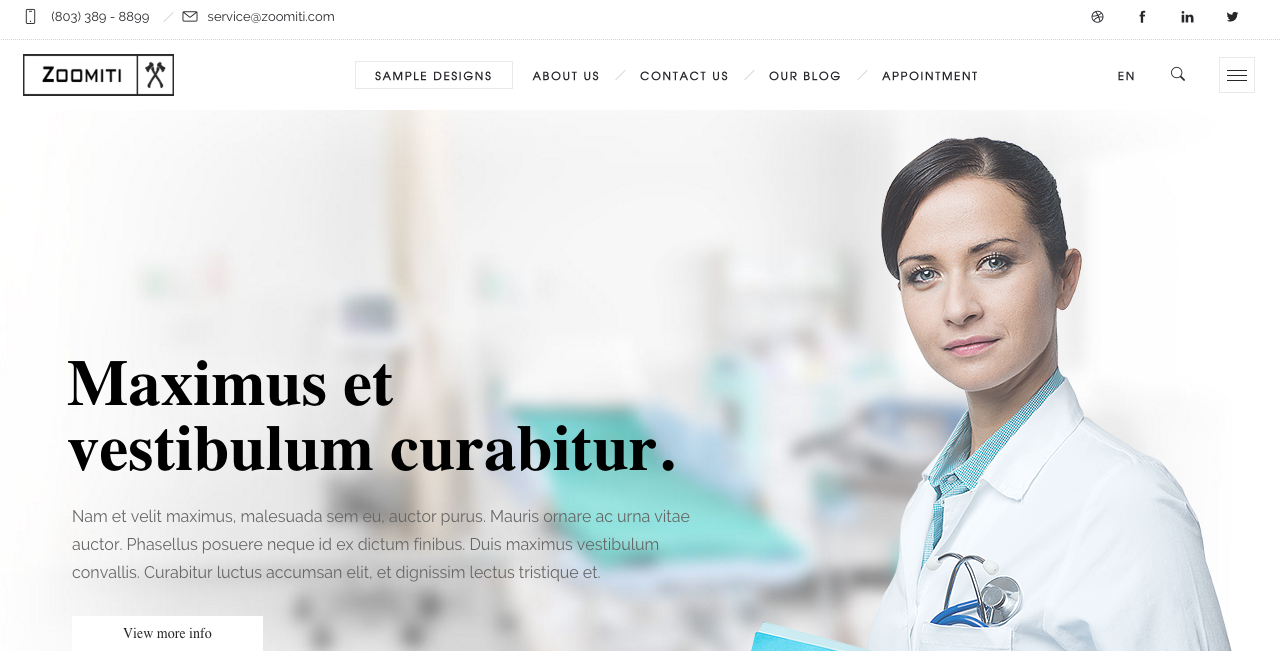 (803) 389 - 8899
service@zoomiti.com
ZOOMITI
SAMPLE DESIGNS
ABOUT US
CONTACT US
OUR BLOG
APPOINTMENT
EN
Maximus et
vestibulum curabitur.
Nam et velit maximus, malesuada sem eu, auctor purus. Mauris ornare ac urna vitae
auctor. Phasellus posuere neque id ex dictum finibus. Duis maximus vestibulum
convallis. Curabitur luctus accumsan elit, et dignissim lectus tristique et.
View more info